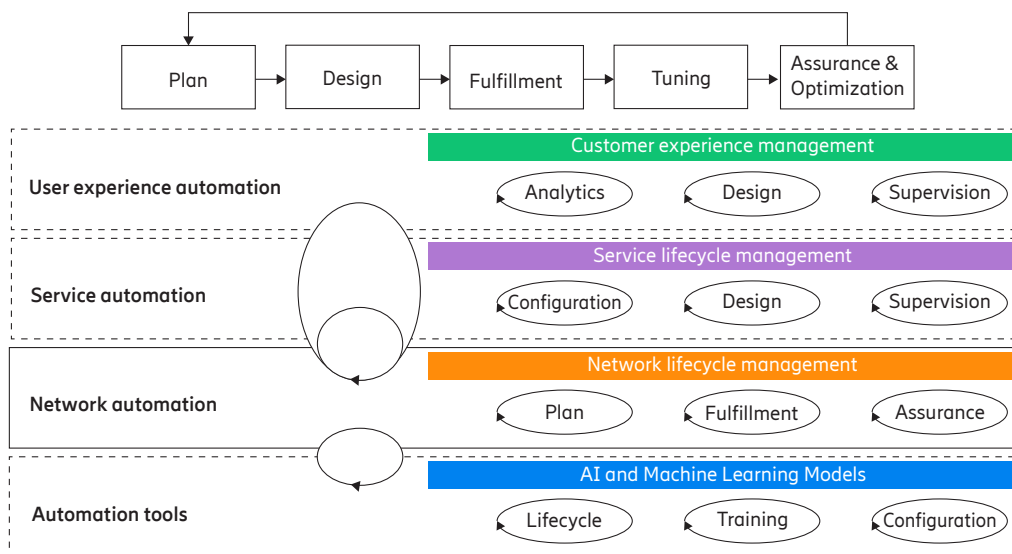 Plan
Design
Fulfillment
Tuning
Assurance &
Optimization
Customer experience management
User experience automation
Analytics
Design
Supervision
Service lifecycle management
Service automation
Configuration
Design
Supervision
Network lifecycle management
Network automation
Plan
Fulfillment
Assurance
AI and Machine Learning Models
Automation tools
Lifecycle
Training
Configuration